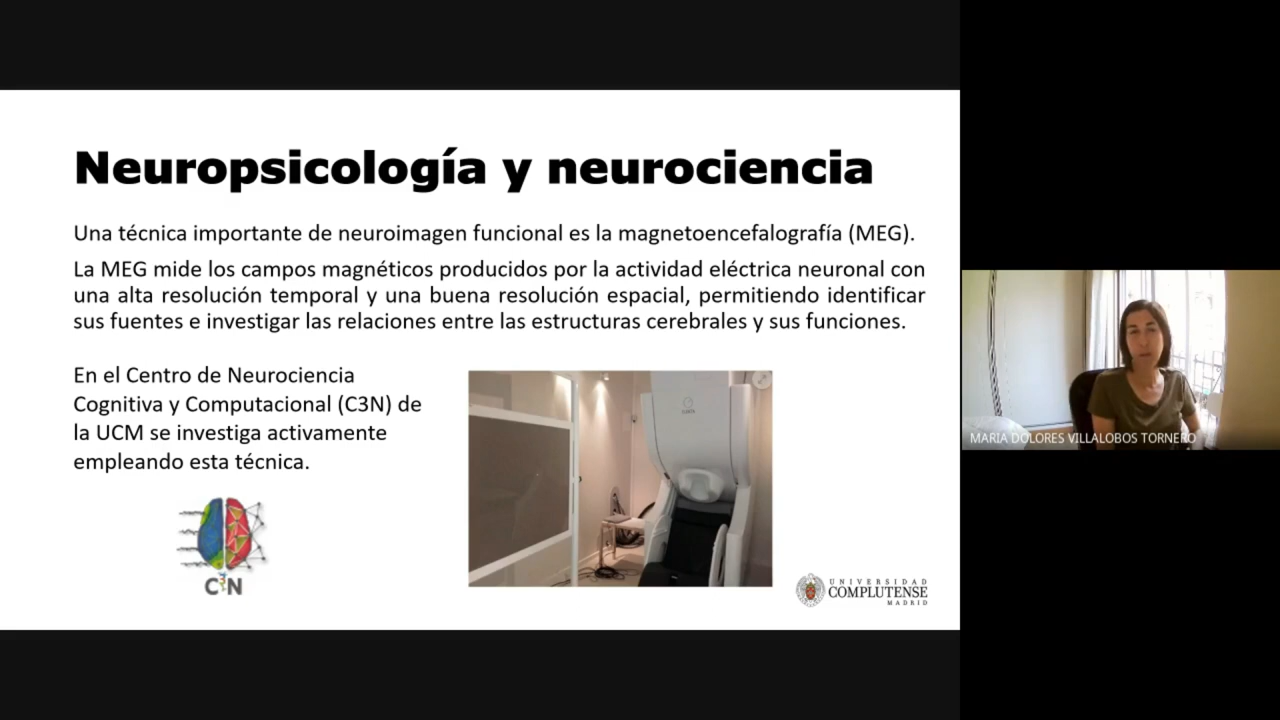 Neuropsicología y neurociencia
Una técnica importante de neuroimagen funcional es la magnetoencefalografía (MEG).
La MEG mide los campos magnéticos producidos por la actividad eléctrica neuronal con
una alta resolución temporal y una buena resolución espacial, permitiendo identificar
sus fuentes e investigar las relaciones entre las estructuras cerebrales y sus funciones.
En el Centro de Neurociencia
Cognitiva y Computacional (C3N) de
la UCM se investiga activamente
empleando esta técnica.
C3N
UNIVERSIDAD
COMPLUTENSE
MADRID
MARIA DOLORES VILLALOBOS TORNERO